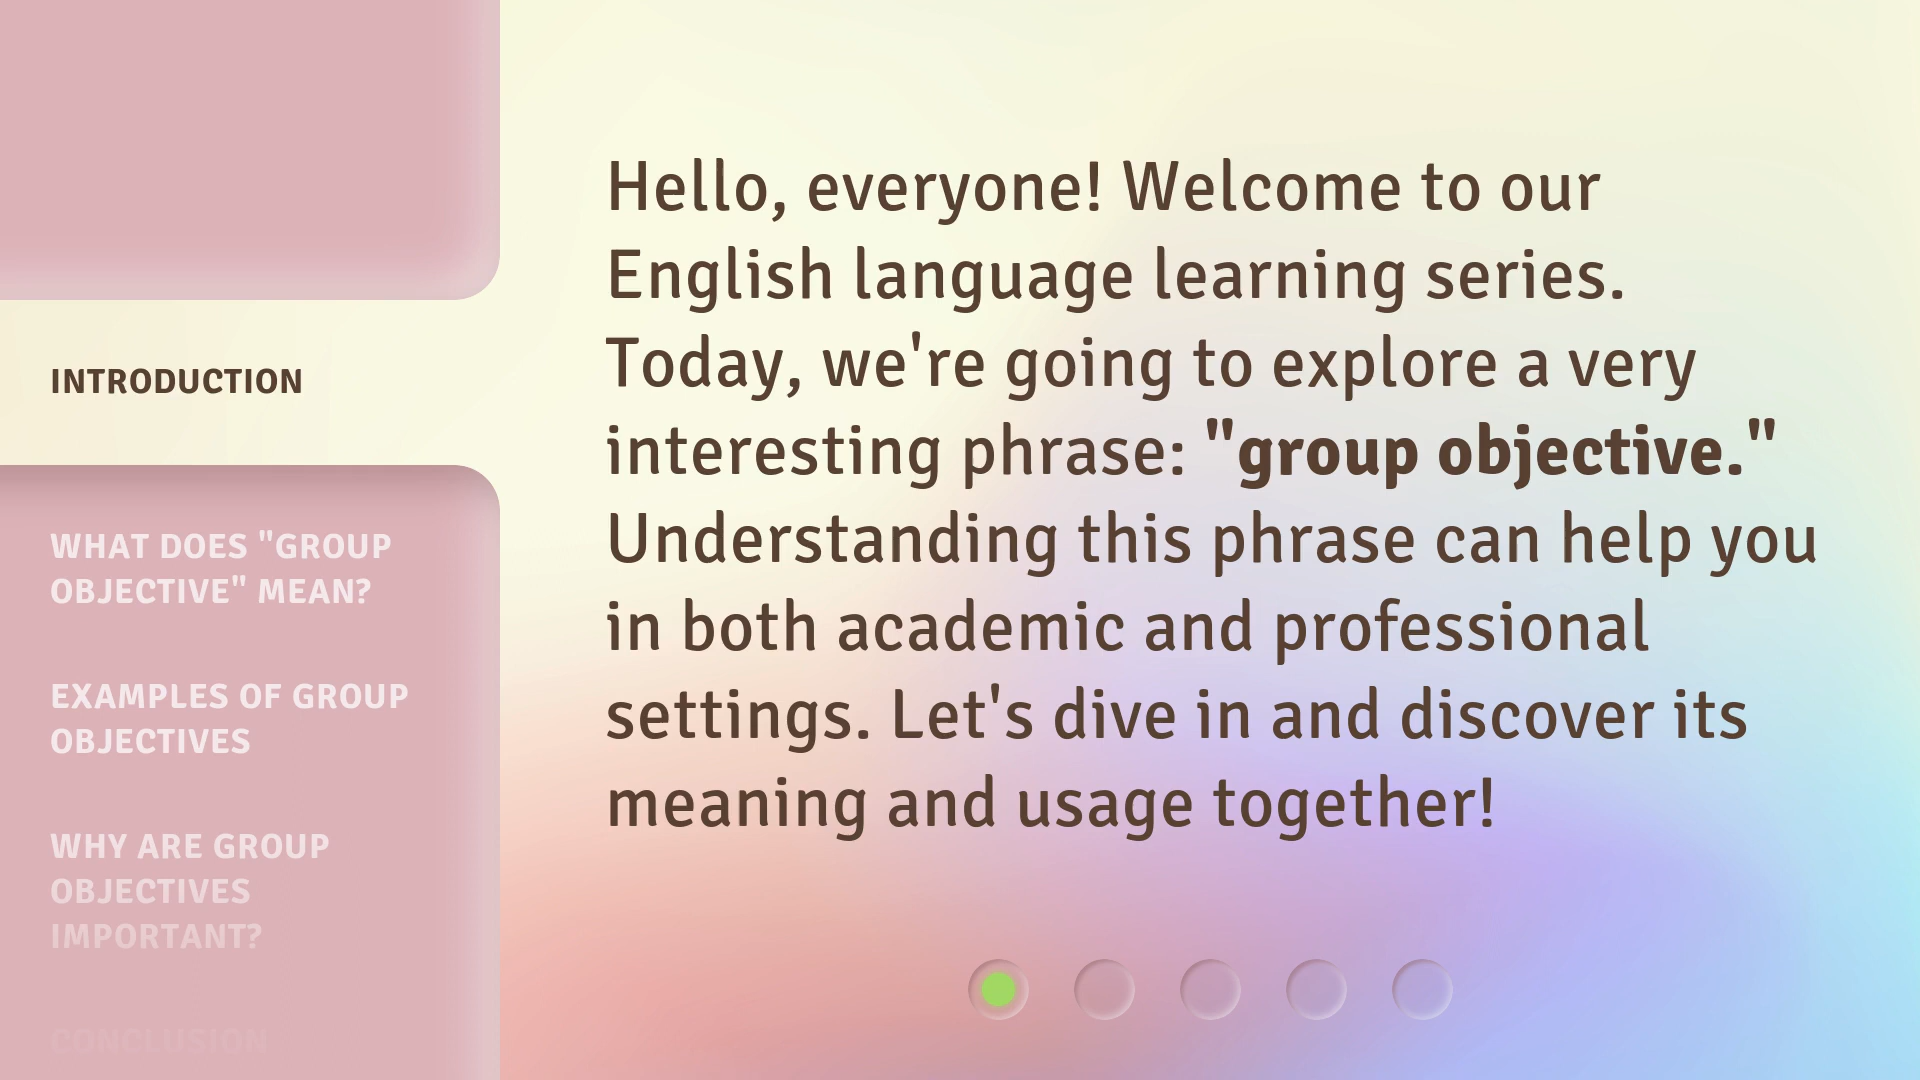 INTRODUCTION
WHAT DOES "GROUP
OBJECTIVE" MEAN?
EXAMPLES OF GROUP
OBJECTIVES
WHY ARE GROUP
OBJECTIVES
IMPORTANT?
CONCLUSION
Hello, everyone! Welcome to our
English language learning series.
Today, we're going to explore a very
interesting phrase: "group objective."
Understanding this phrase can help you
in both academic and professional
settings. Let's dive in and discover its
meaning and usage together!